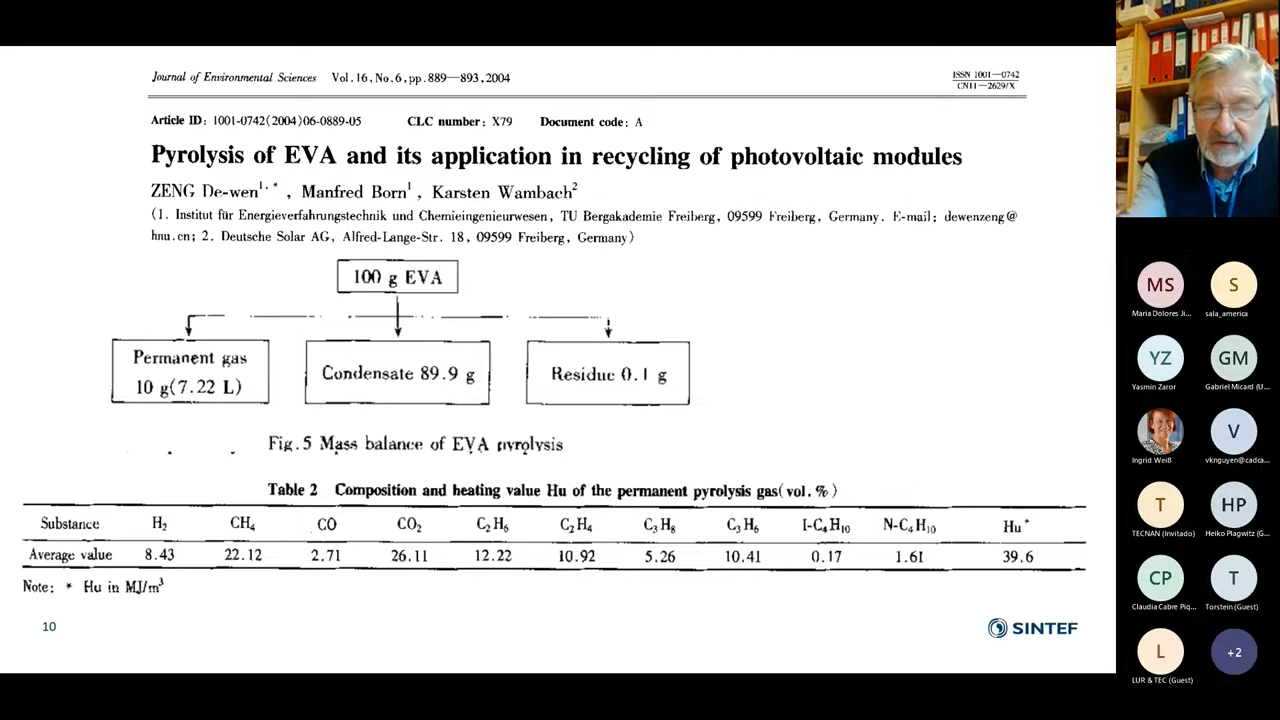 Journal of Environmental Sciences Vol.16, No.6, pp.889—893, 2004
ISSN 1001—0742
CN11—2629/X
Article ID: 1001-0742(2004)06-0889-05 CLC number: X79 Document code: A
Pyrolysis of EVA and its application in recycling of photovoltaic modules
ZENG De-wen1,*, Manfred Born1, Karsten Wambach2
(1. Institut für Energieverfahrungstechnik und Chemieingenieurwesen, TU Bergakademie Freiberg, 09599 Freiberg, Germany. E-mail: dewenzeng@
hnu.cn; 2. Deutsche Solar AG, Alfred-Lange-Str. 18, 09599 Freiberg, Germany)
100 g EVA
Permanent gas
10 g(7.22 L)
Condensate 89.9 g
Residue 0.1 g
Fig.5 Mass balance of EVA pyrolysis
Table 2 Composition and heating value Hu of the permanent pyrolysis gas(vol.%)
Substance H2 CH4 CO CO2 C2H6 C2H4 C3H8 C3H6 I-C4H10 N-C4H10 Hu*
Average value 8.43 22.12 2.71 26.11 12.22 10.92 5.26 10.41 0.17 1.61 39.6
Note: * Hu in MJ/m3
10
SINTEF
MS
Maria Dolores Ji...
S
sala_america
YZ
Yasmin Zaror
GM
Gabriel Micard (U...
Ingrid Weiß
V
vknguyen@cadca...
T
TECNAN (Invitado)
HP
Heiko Plagwitz (G...
CP
Claudia Cabre Piq...
T
Torstein (Guest)
L
LUR & TEC (Guest)
+2